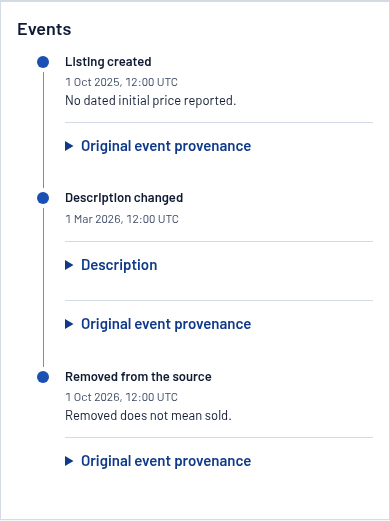 Events
Listing created
1 Oct 2025, 12:00 UTC
No dated initial price reported.
Original event provenance
Description changed
1 Mar 2026, 12:00 UTC
Description
Original event provenance
Removed from the source
1 Oct 2026, 12:00 UTC
Removed does not mean sold.
Original event provenance